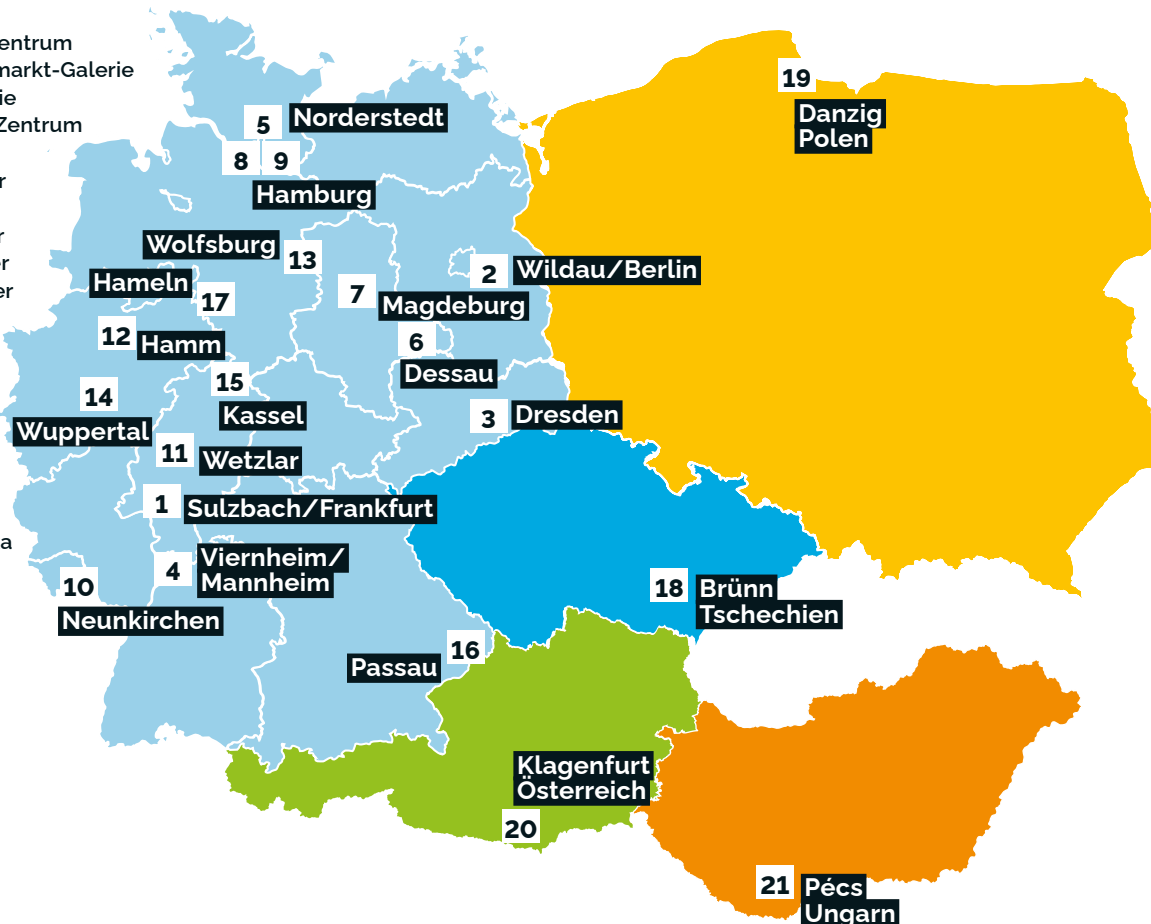 entrum
markt-Galerie
ie
Zentrum
r
r
er
er
a
19
Danzig
Polen
5 Norderstedt
8 9
Hamburg
Wolfsburg
13
2 Wildau/Berlin
Hameln
17
7
Magdeburg
12 Hamm
6
Dessau
15
Kassel
14
Wuppertal
3 Dresden
11 Wetzlar
1 Sulzbach/Frankfurt
4 Viernheim/
Mannheim
10
Neunkirchen
18 Brünn
Tschechien
16
Passau
Klagenfurt
Österreich
20
21 Pécs
Ungarn